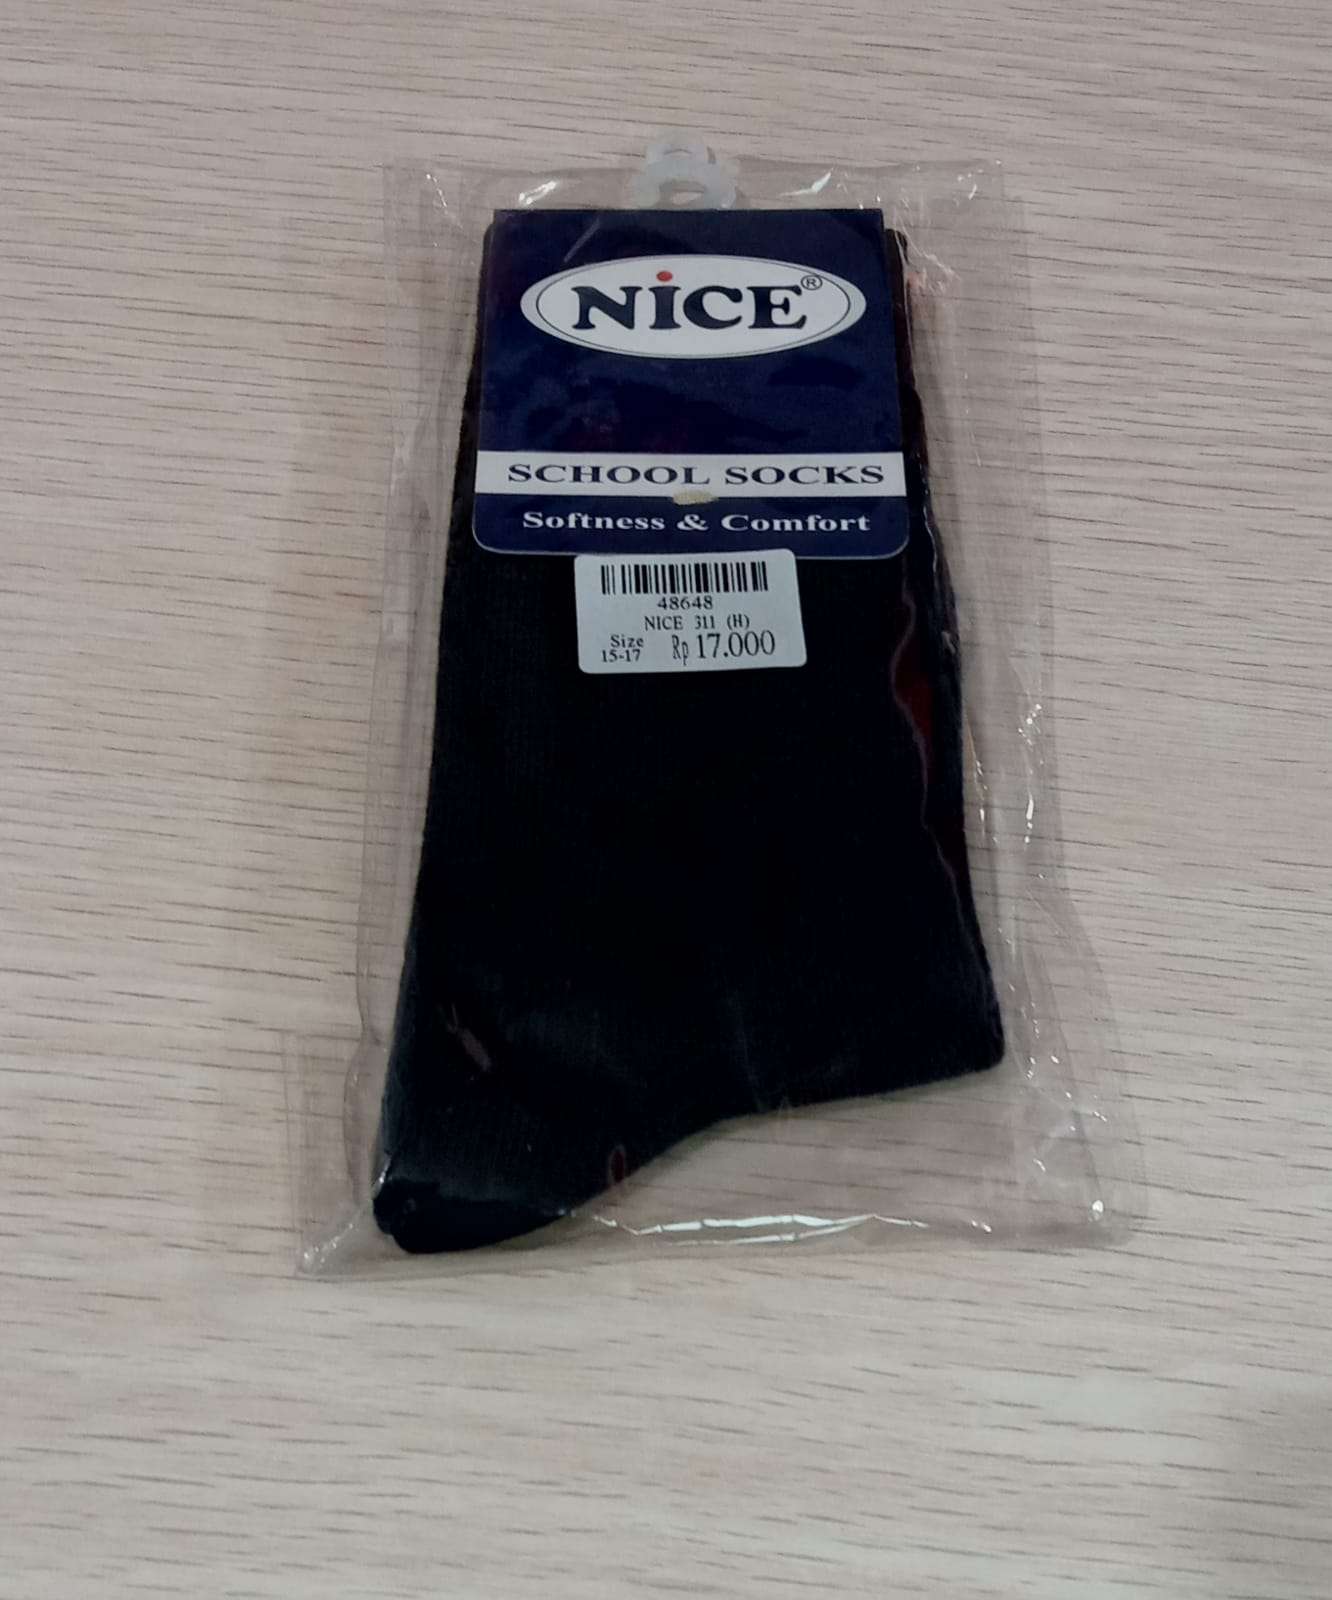 NiCE®
SCHOOL SOCKS
Softness & Comfort
48648
NICE 311 (H)
Size
15-17 Rp 17.000